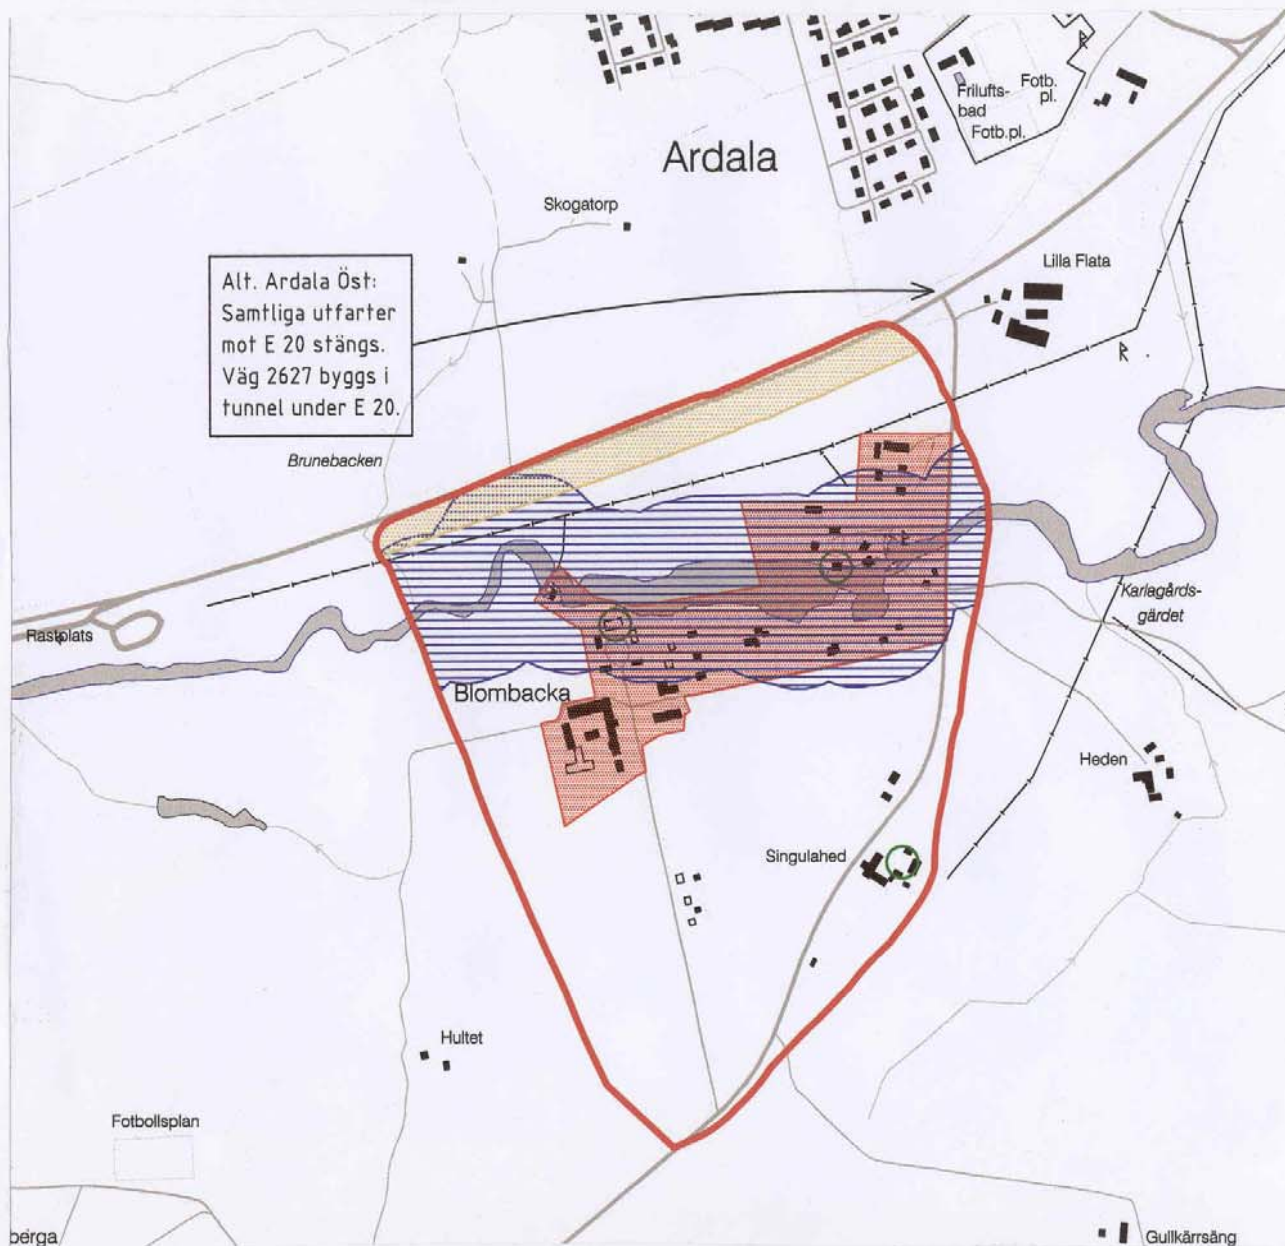 Frilufts-
bad
Fotb.
pl.
Fotb.pl.
Ardala
Skogatorp
Lilla Flata
Alt. Ardala Öst:
Samtliga utfarter
mot E 20 stängs.
Väg 2627 byggs i
tunnel under E 20.
Brunebacken
Karlagårds-
gärdet
Rastplats
Blombacka
Heden
Singulahed
Hultet
Fotbollsplan
berga
Gullkärrsäng